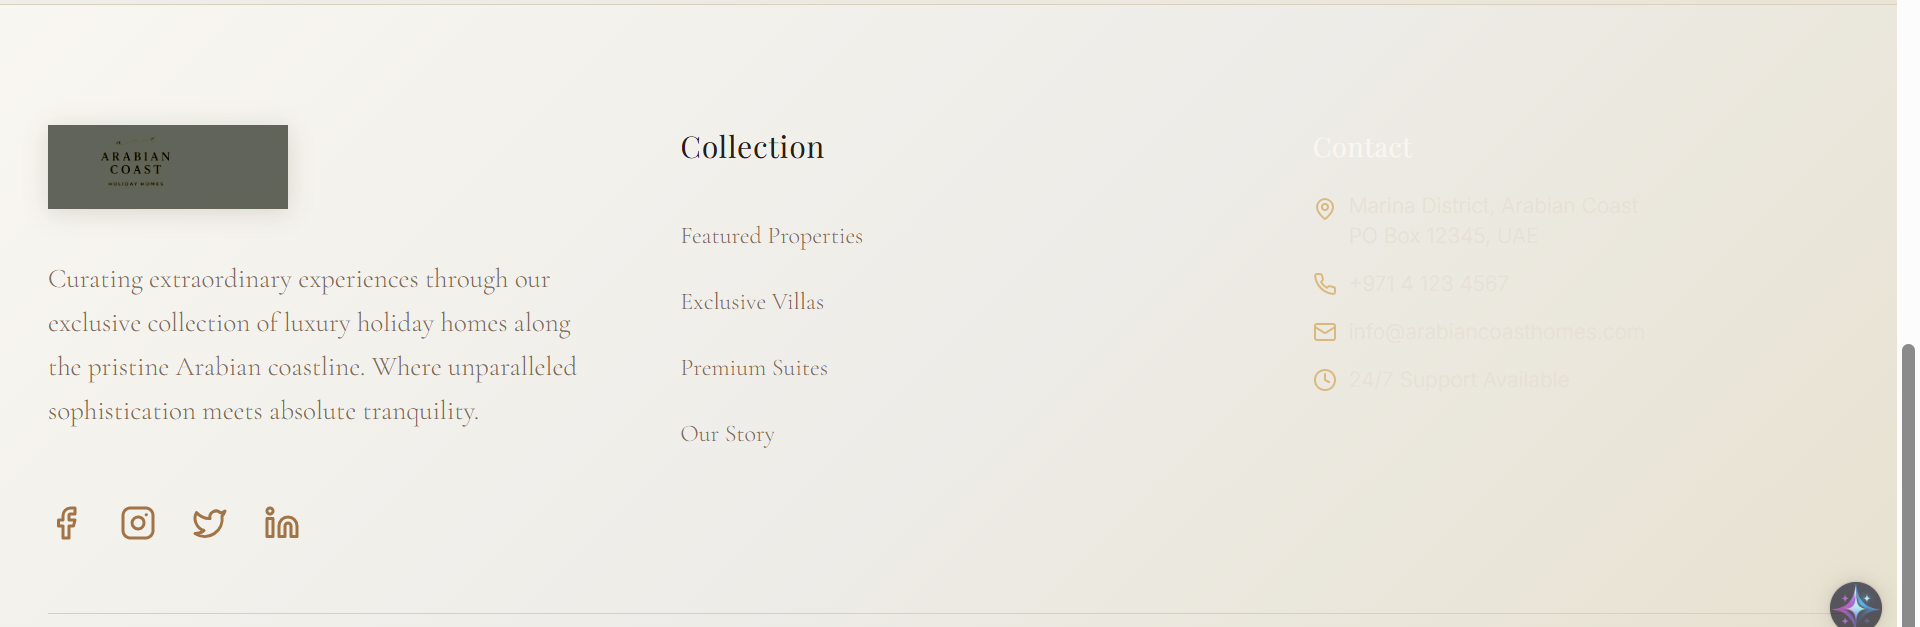 ARABIAN
COAST
HOLIDAY HOMES
Curating extraordinary experiences through our
exclusive collection of luxury holiday homes along
the pristine Arabian coastline. Where unparalleled
sophistication meets absolute tranquility.
Collection
Featured Properties
Exclusive Villas
Premium Suites
Our Story
Contact
Marina District, Arabian Coast
PO Box 12345, UAE
+971 4 123 4567
info@arabiancoasthomes.com
24/7 Support Available